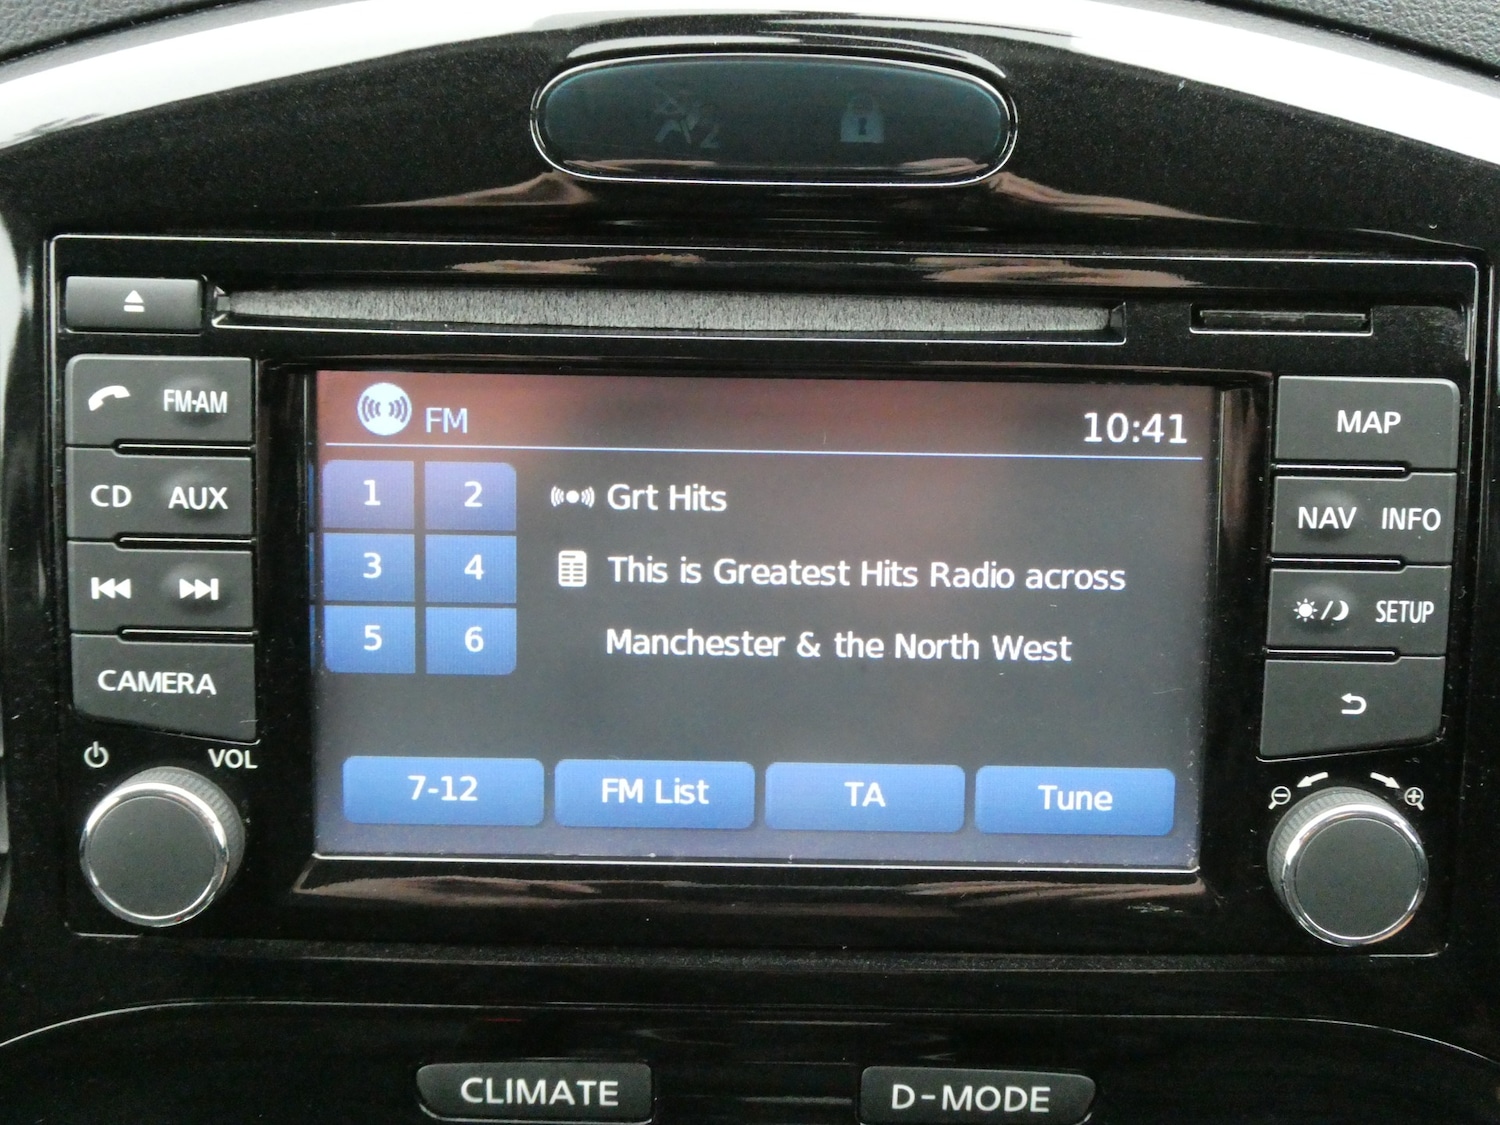 2
FM-AM
CD AUX
CAMERA
VOL
FM
10:41
1 2
3 4
5 6
Grt Hits
This is Greatest Hits Radio across
Manchester & the North West
7-12 FM List TA Tune
MAP
NAV INFO
SETUP
CLIMATE D-MODE